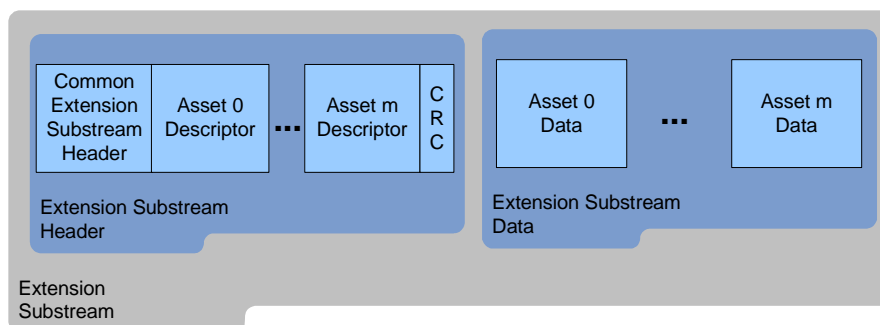 Common
Extension
Substream
Header
Asset 0
Descriptor
...
Asset m
Descriptor
C
R
C
Extension Substream
Header
Asset 0
Data
...
Asset m
Data
Extension Substream
Data
Extension
Substream